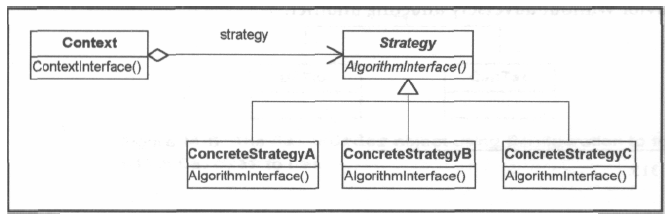 strategy
Context
Strategy
ContextInterface()
AlgorithmInterface()
ConcreteStrategyA
ConcreteStrategyB
ConcreteStrategyC
AlgorithmInterface()
AlgorithmInterface()
AlgorithmInterface()